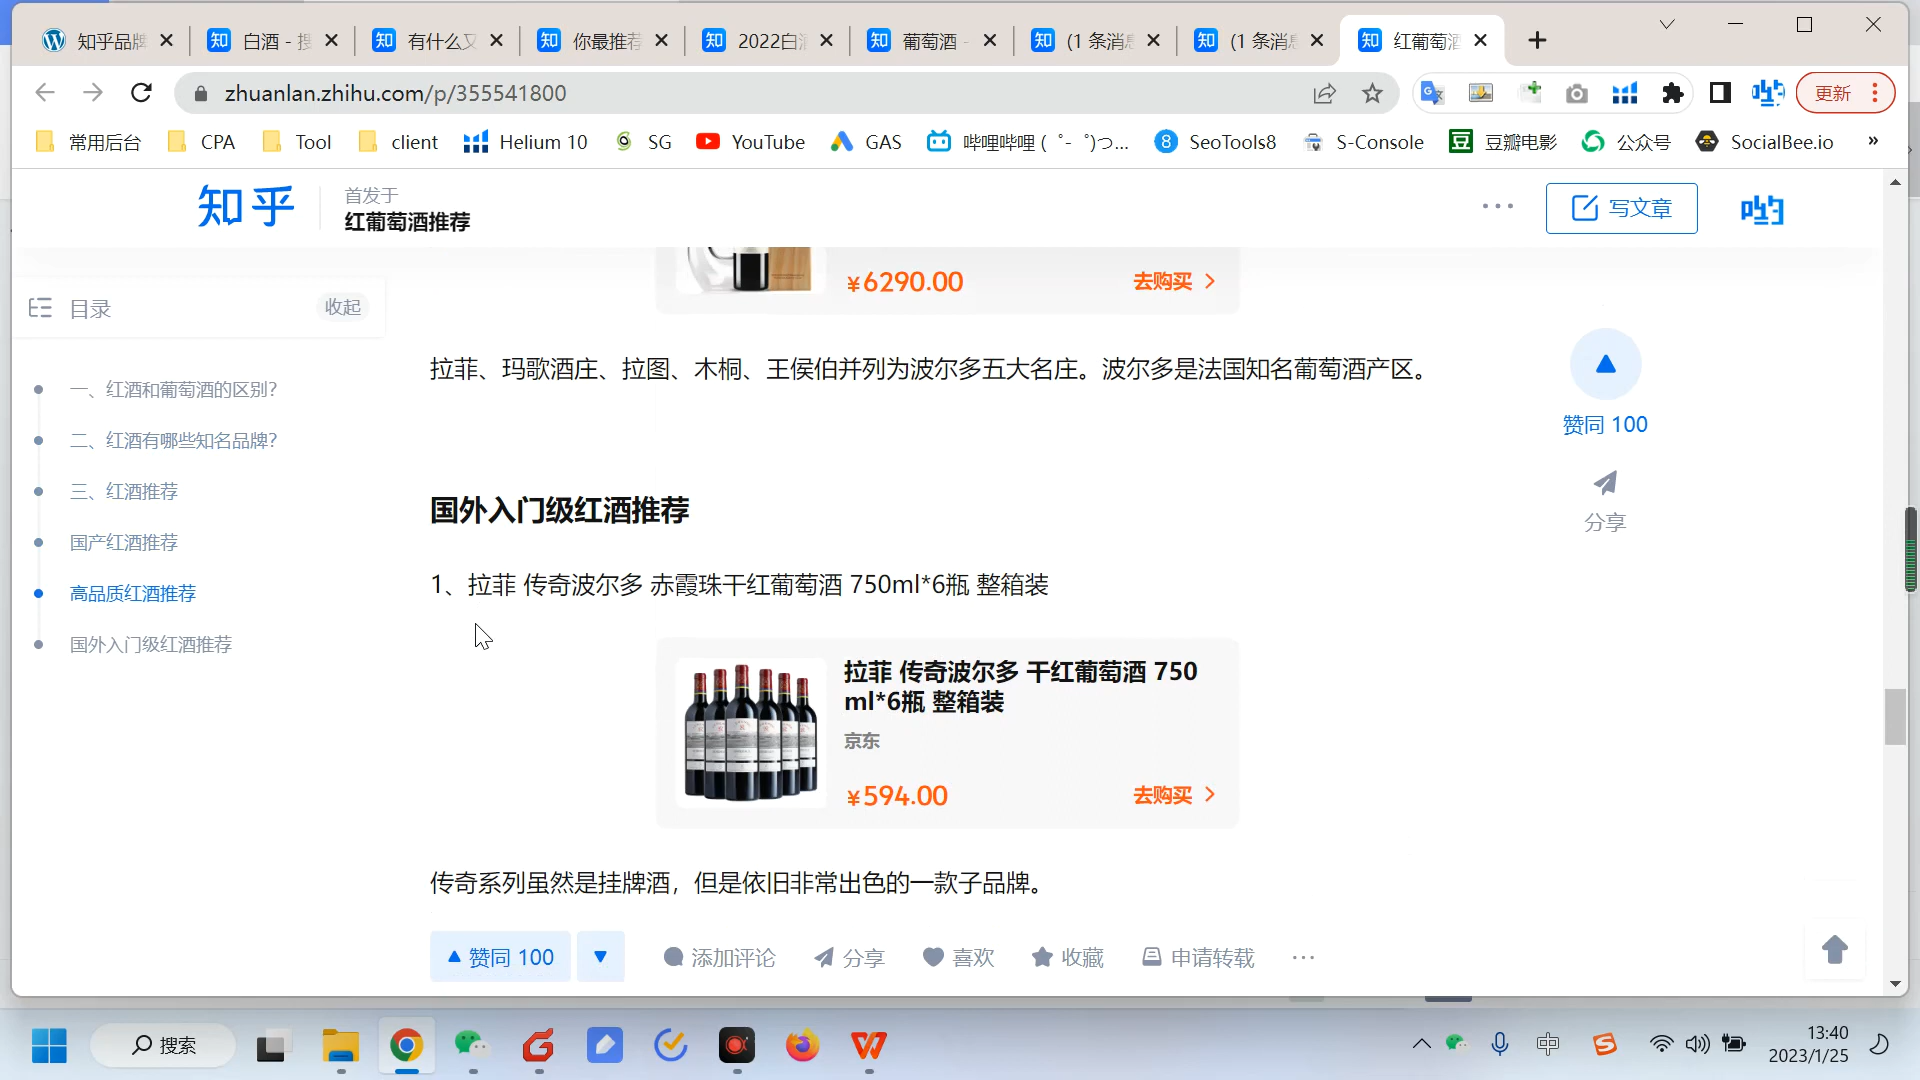 知乎品牌
白酒 - 搜
有什么又
你最推荐
2022白酒
葡萄酒 -
(1 条消息
(1 条消息
红葡萄酒
zhuanlan.zhihu.com/p/355541800
更新
常用后台
CPA
Tool
client
Helium 10
SG
YouTube
GAS
哔哩哔哩 ( ゜- ゜)つ...
SeoTools8
S-Console
豆瓣电影
公众号
SocialBee.io
»
知乎
首发于
红葡萄酒推荐
写文章
¥6290.00
去购买
目录
收起
拉菲、玛歌酒庄、拉图、木桐、王侯伯并列为波尔多五大名庄。波尔多是法国知名葡萄酒产区。
一、红酒和葡萄酒的区别?
二、红酒有哪些知名品牌?
三、红酒推荐
国产红酒推荐
高品质红酒推荐
国外入门级红酒推荐
赞同 100
分享
国外入门级红酒推荐
1、拉菲 传奇波尔多 赤霞珠干红葡萄酒 750ml*6瓶 整箱装
拉菲 传奇波尔多 干红葡萄酒 750
ml*6瓶 整箱装
京东
¥594.00
去购买
传奇系列虽然是挂牌酒，但是依旧非常出色的一款子品牌。
赞同 100
添加评论
分享
喜欢
收藏
申请转载
搜索
中
13:40
2023/1/25